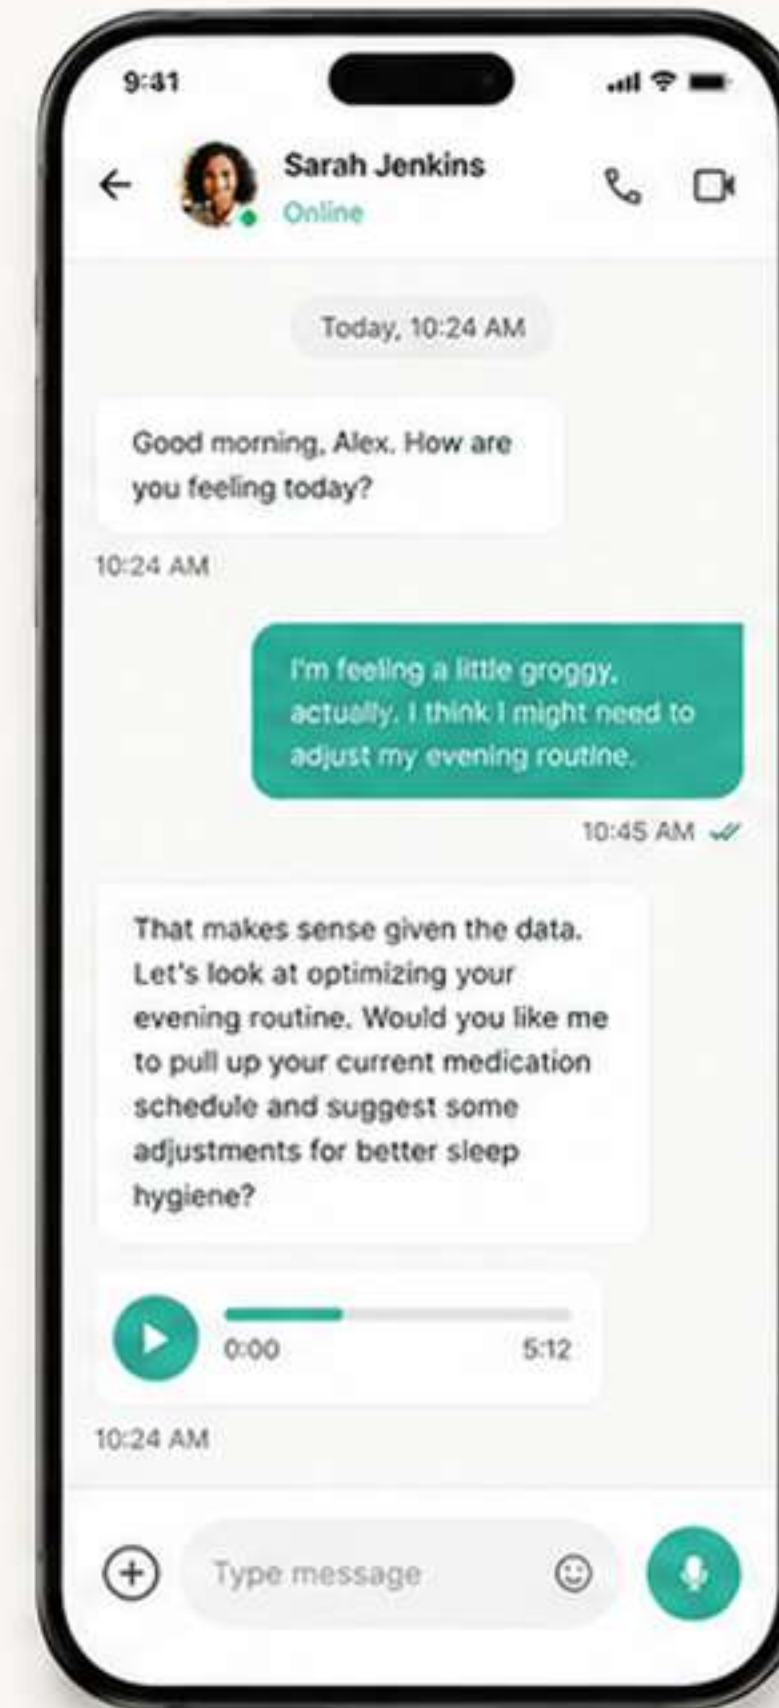 9:41
Sarah Jenkins
Online
Today, 10:24 AM
Good morning, Alex. How are
you feeling today?
10:24 AM
I'm feeling a little groggy,
actually. I think I might need to
adjust my evening routine.
10:45 AM
That makes sense given the data.
Let's look at optimizing your
evening routine. Would you like me
to pull up your current medication
schedule and suggest some
adjustments for better sleep
hygiene?
0:00 5:12
10:24 AM
Type message